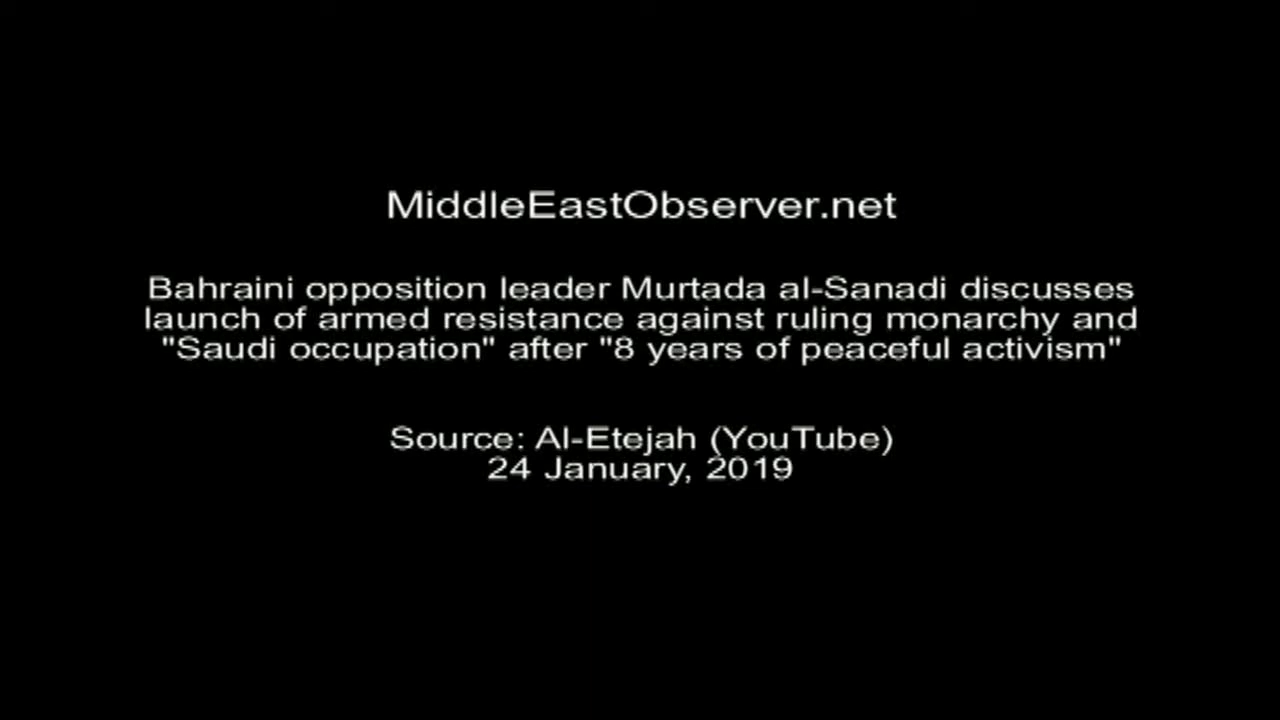 MiddleEastObserver.net
Bahraini opposition leader Murtada al-Sanadi discusses
launch of armed resistance against ruling monarchy and
"Saudi occupation" after "8 years of peaceful activism"
Source: Al-Etejah (YouTube)
24 January, 2019